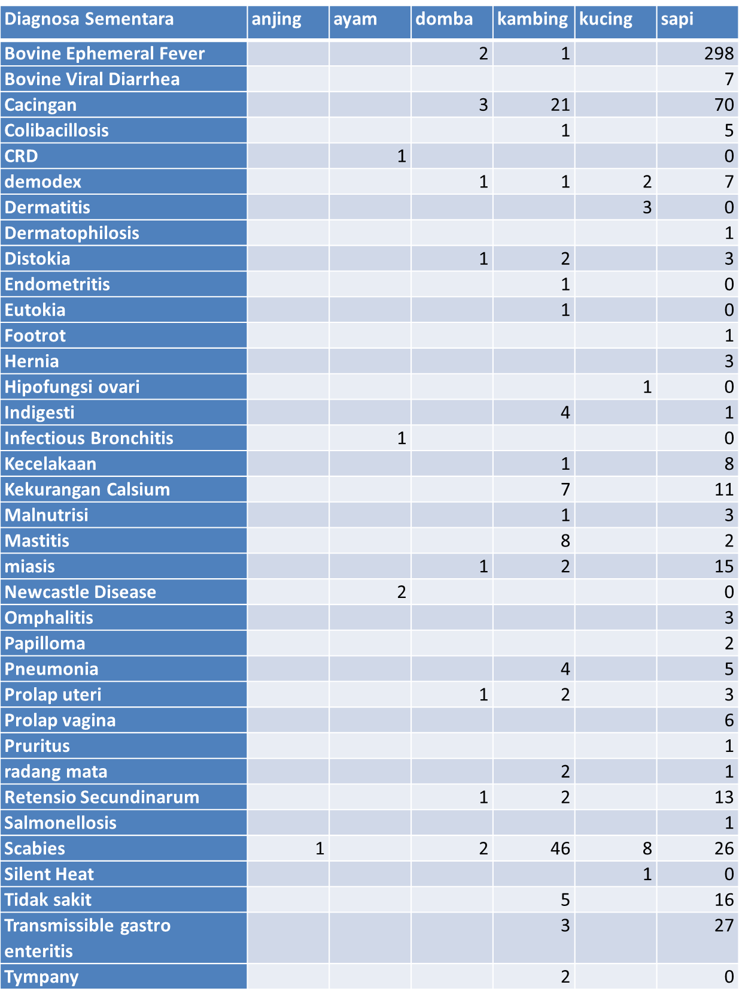 Diagnosa Sementara anjing ayam domba kambing kucing sapi
Bovine Ephemeral Fever 2 1 298
Bovine Viral Diarrhea 7
Cacingan 3 21 70
Colibacillosis 1 5
CRD 1 0
demodex 1 1 2 7
Dermatitis 3 0
Dermatophilosis 1
Distokia 1 2 3
Endometritis 1 0
Eutokia 1 0
Footrot 1
Hernia 3
Hipofungsi ovari 1 0
Indigesti 4 1
Infectious Bronchitis 1 0
Kecelakaan 1 8
Kekurangan Calsium 7 11
Malnutrisi 1 3
Mastitis 8 2
miasis 1 2 15
Newcastle Disease 2 0
Omphalitis 3
Papilloma 2
Pneumonia 4 5
Prolap uteri 1 2 3
Prolap vagina 6
Pruritus 1
radang mata 2 1
Retensio Secundinarum 1 2 13
Salmonellosis 1
Scabies 1 2 46 8 26
Silent Heat 1 0
Tidak sakit 5 16
Transmissible gastro 3 27
enteritis
Tympany 2 0